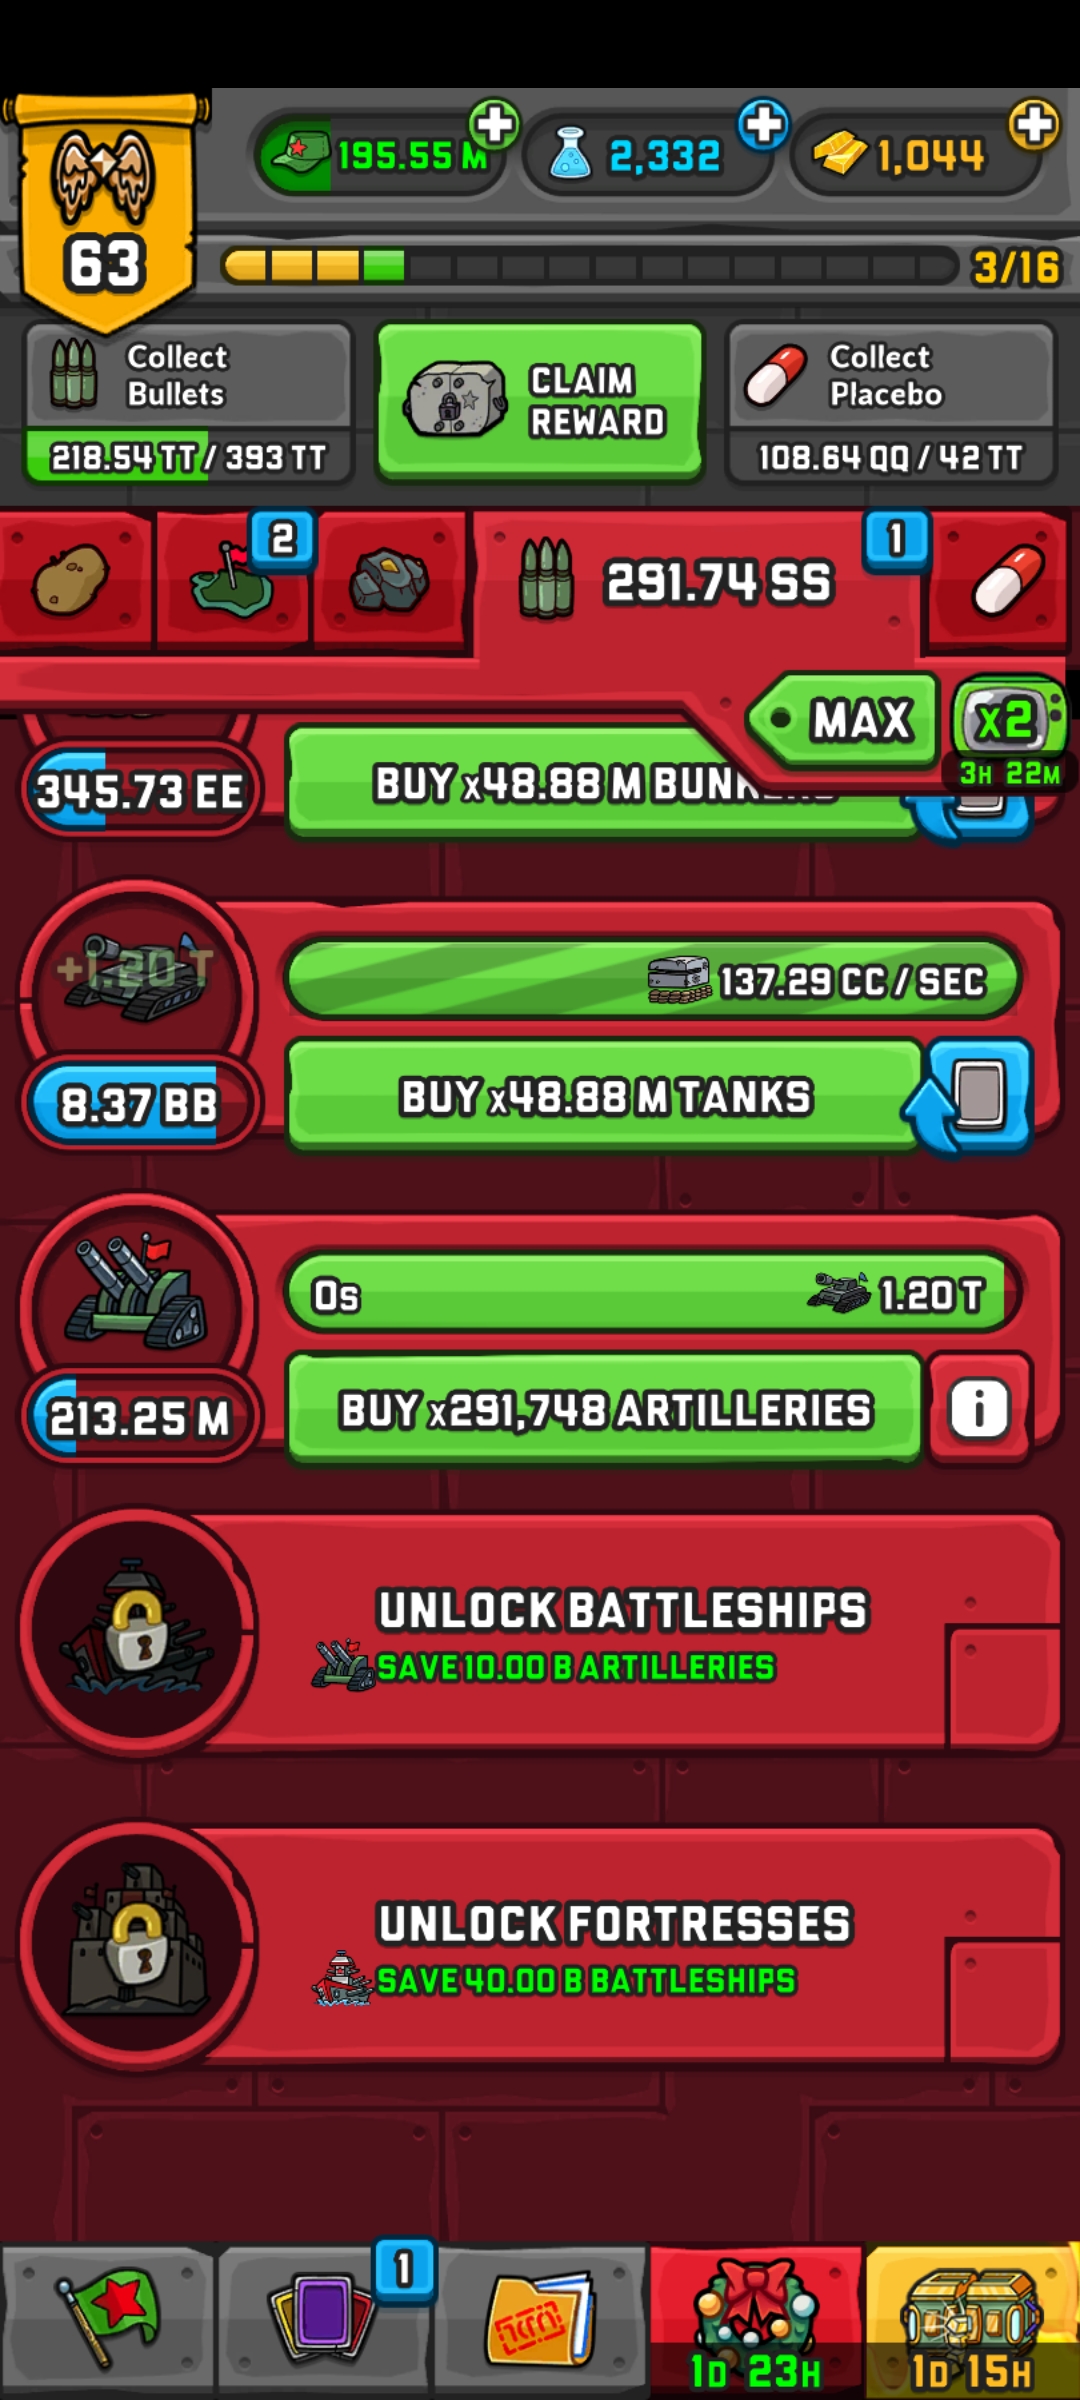 195.55 M
2,332
1,044
63
3/16
Collect
Bullets
218.54 TT / 393 TT
CLAIM
REWARD
Collect
Placebo
108.64 QQ / 42 TT
2
291.74 SS
1
MAX
x2
3H 22M
345.73 EE
BUY x48.88 M
+1.20 T
137.29 CC / SEC
8.37 BB
BUY x48.88 M TANKS
0s
1.20 T
213.25 M
BUY x291,748 ARTILLERIES
i
UNLOCK BATTLESHIPS
SAVE 10.00 B ARTILLERIES
UNLOCK FORTRESSES
SAVE 40.00 B BATTLESHIPS
1
1D 23H
1D 15H